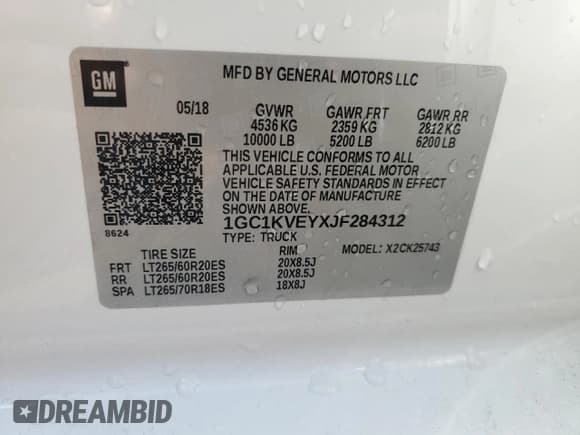 GM
MFD BY GENERAL MOTORS LLC
05/18 GVWR GAWR FRT GAWR RR
4536 KG 2359 KG 2812 KG
10000 LB 5200 LB 6200 LB
THIS VEHICLE CONFORMS TO ALL
APPLICABLE U.S. FEDERAL MOTOR
VEHICLE SAFETY STANDARDS IN EFFECT
ON THE DATE OF MANUFACTURE
SHOWN ABOVE.
8624
1GC1KVEYXJF284312
TYPE: TRUCK MODEL: X2CK25743
TIRE SIZE RIM
FRT LT265/60R20ES 20X8.5J
RR LT265/60R20ES 20X8.5J
SPA LT265/70R18ES 18X8J
DREAMBID